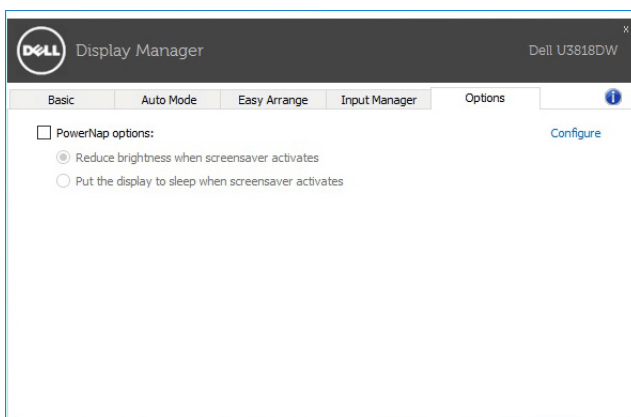 x
DELL Display Manager Dell U3818DW
Basic Auto Mode Easy Arrange Input Manager Options i
PowerNap options: Configure
Reduce brightness when screensaver activates
Put the display to sleep when screensaver activates